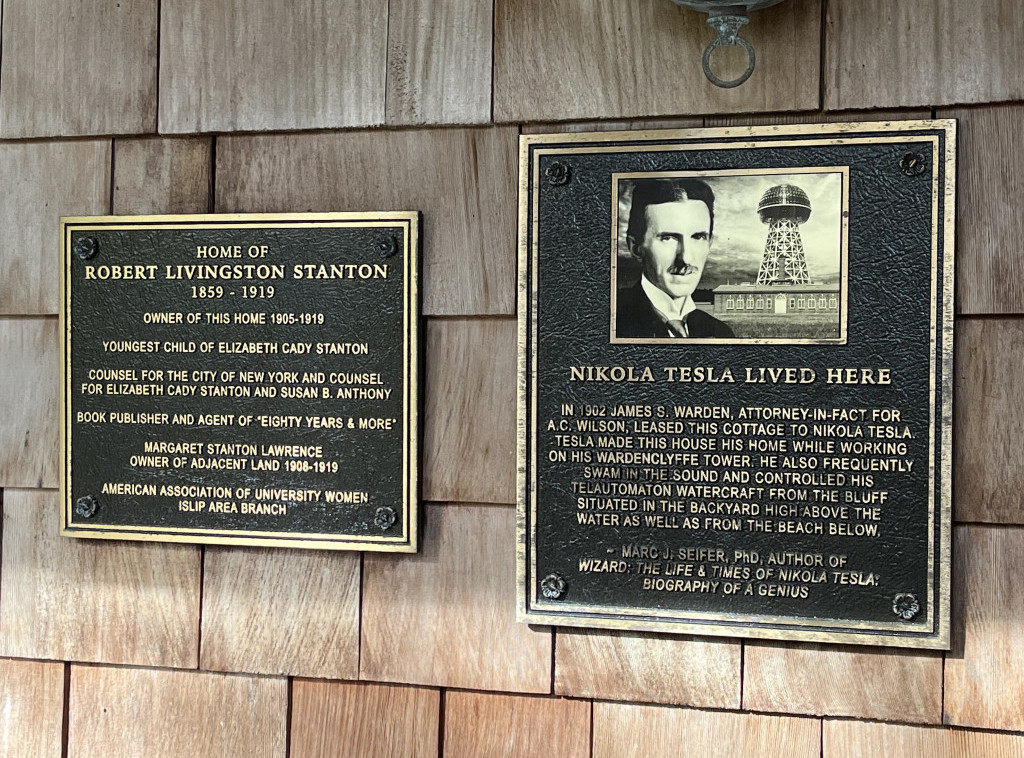 HOME OF
ROBERT LIVINGSTON STANTON
1859 - 1919
OWNER OF THIS HOME 1905-1919
YOUNGEST CHILD OF ELIZABETH CADY STANTON
COUNSEL FOR THE CITY OF NEW YORK AND COUNSEL
FOR ELIZABETH CADY STANTON AND SUSAN B. ANTHONY
BOOK PUBLISHER AND AGENT OF "EIGHTY YEARS & MORE"
MARGARET STANTON LAWRENCE
OWNER OF ADJACENT LAND 1908-1919
AMERICAN ASSOCIATION OF UNIVERSITY WOMEN
ISLIP AREA BRANCH
NIKOLA TESLA LIVED HERE
IN 1902 JAMES S. WARDEN, ATTORNEY-IN-FACT FOR
A.C. WILSON, LEASED THIS COTTAGE TO NIKOLA TESLA.
TESLA MADE THIS HOUSE HIS HOME WHILE WORKING
ON HIS WARDENCLYFFE TOWER. HE ALSO FREQUENTLY
SWAM IN THE SOUND AND CONTROLLED HIS
TELAUTOMATON WATERCRAFT FROM THE BLUFF
SITUATED IN THE BACKYARD HIGH ABOVE THE
WATER AS WELL AS FROM THE BEACH BELOW.
~ MARC J. SEIFER, PhD, AUTHOR OF
WIZARD: THE LIFE & TIMES OF NIKOLA TESLA:
BIOGRAPHY OF A GENIUS